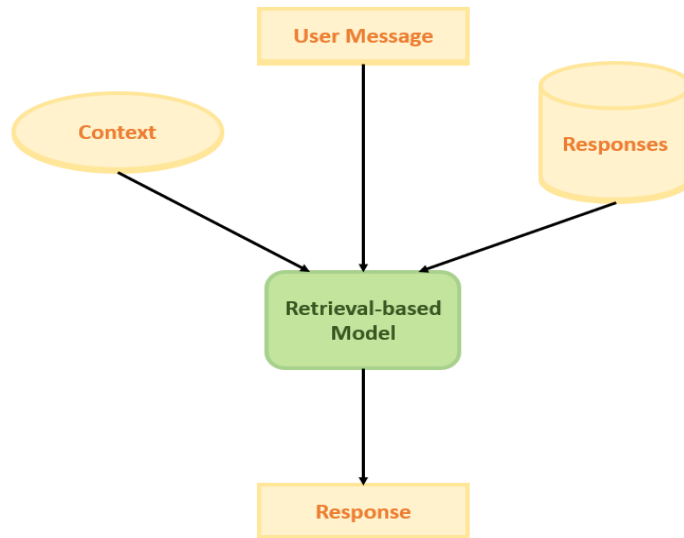 User Message
Context
Responses
Retrieval-based
Model
Response